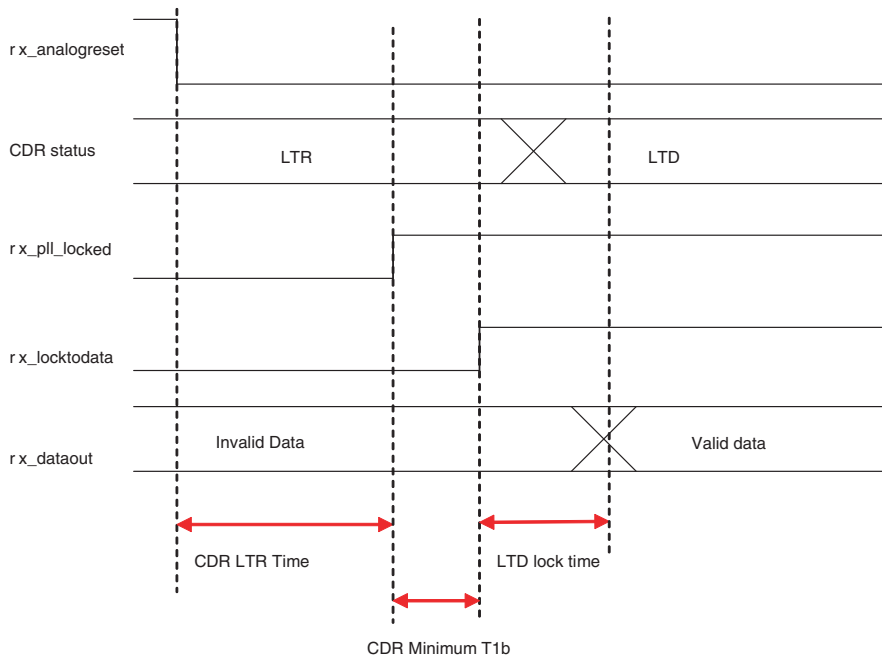 r x_analogreset
CDR status
LTR
LTD
r x_pll_locked
r x_locktodata
r x_dataout
Invalid Data
Valid data
CDR LTR Time
LTD lock time
CDR Minimum T1b